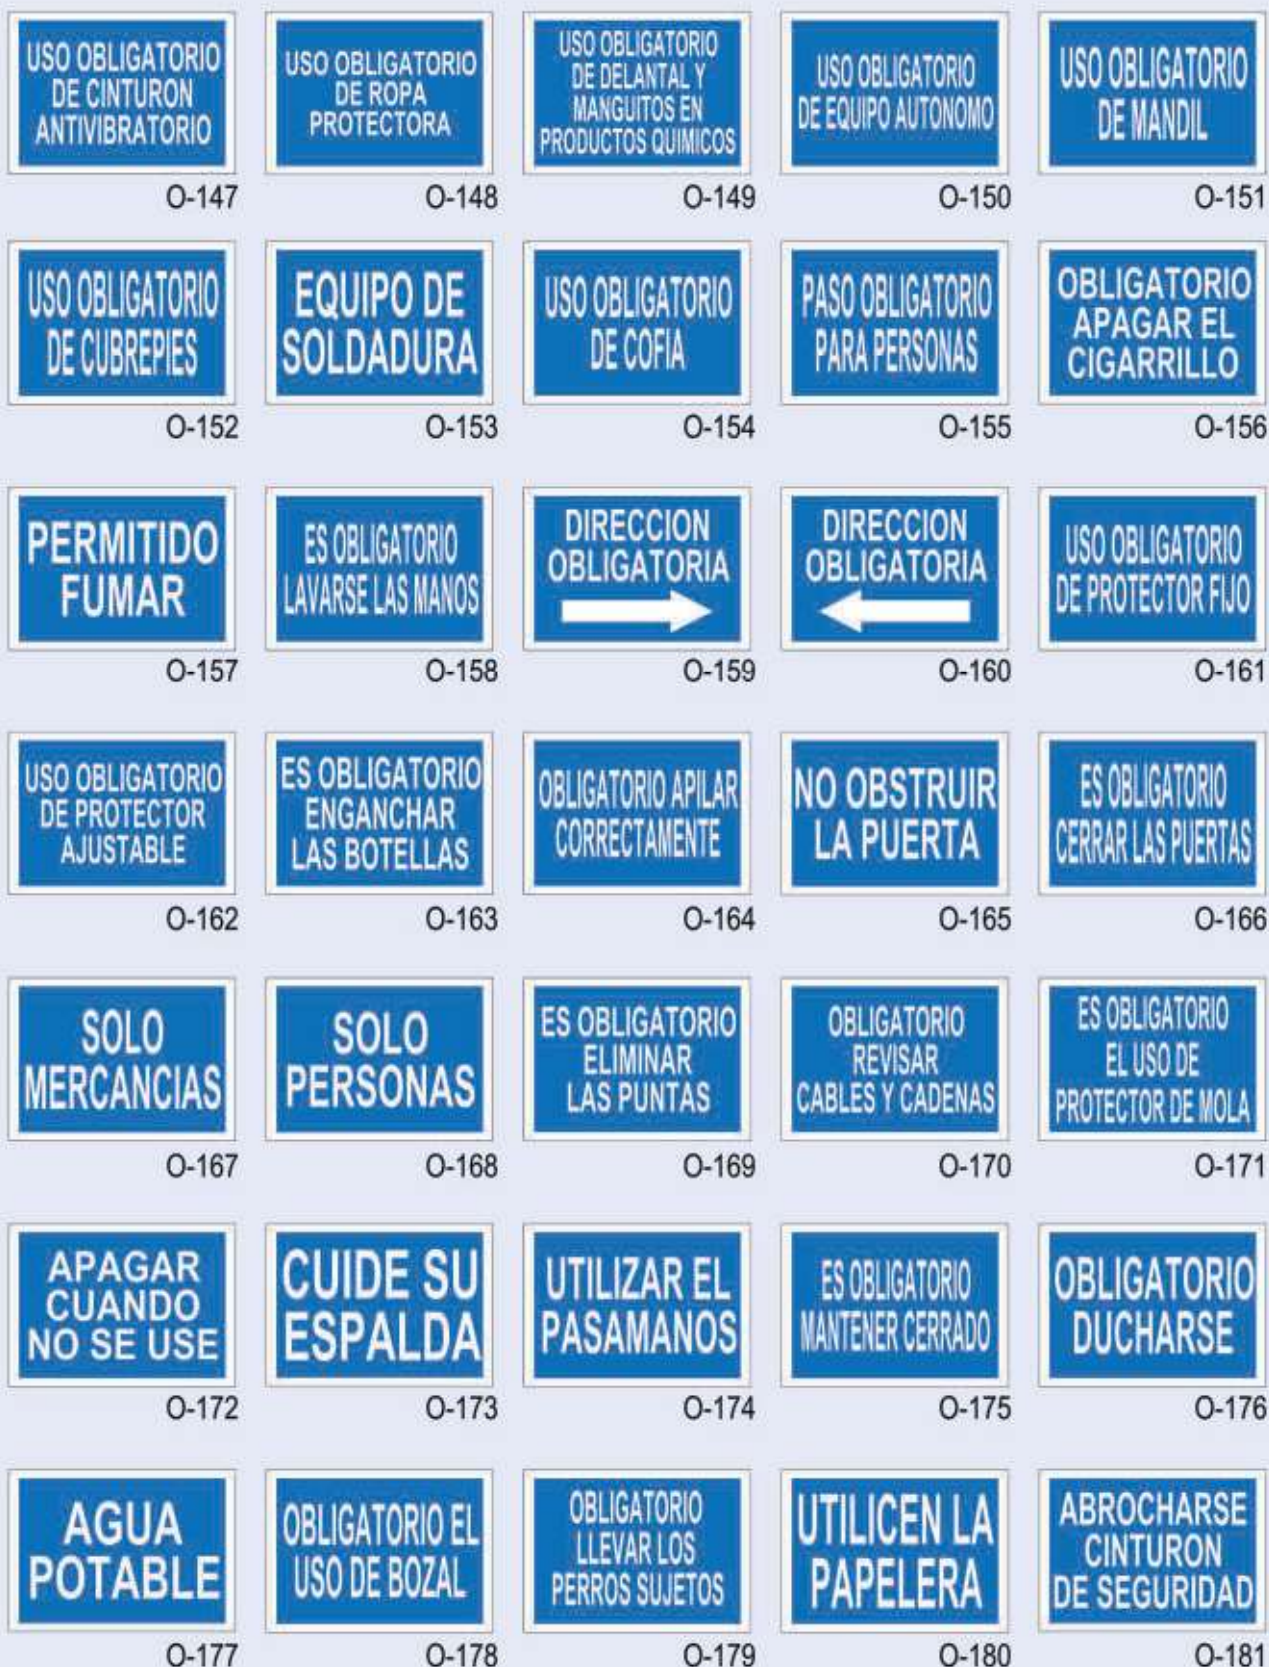 USO OBLIGATORIO
DE CINTURON
ANTIVIBRATORIO
O-147
USO OBLIGATORIO
DE ROPA
PROTECTORA
O-148
USO OBLIGATORIO
DE DELANTAL Y
MANGUITOS EN
PRODUCTOS QUIMICOS
O-149
USO OBLIGATORIO
DE EQUIPO AUTONOMO
O-150
USO OBLIGATORIO
DE MANDIL
O-151
USO OBLIGATORIO
DE CUBREPIES
O-152
EQUIPO DE
SOLDADURA
O-153
USO OBLIGATORIO
DE COFIA
O-154
PASO OBLIGATORIO
PARA PERSONAS
O-155
OBLIGATORIO
APAGAR EL
CIGARRILLO
O-156
PERMITIDO
FUMAR
O-157
ES OBLIGATORIO
LAVARSE LAS MANOS
O-158
DIRECCION
OBLIGATORIA
O-159
DIRECCION
OBLIGATORIA
O-160
USO OBLIGATORIO
DE PROTECTOR FIJO
O-161
USO OBLIGATORIO
DE PROTECTOR
AJUSTABLE
O-162
ES OBLIGATORIO
ENGANCHAR
LAS BOTELLAS
O-163
OBLIGATORIO APILAR
CORRECTAMENTE
O-164
NO OBSTRUIR
LA PUERTA
O-165
ES OBLIGATORIO
CERRAR LAS PUERTAS
O-166
SOLO
MERCANCIAS
O-167
SOLO
PERSONAS
O-168
ES OBLIGATORIO
ELIMINAR
LAS PUNTAS
O-169
OBLIGATORIO
REVISAR
CABLES Y CADENAS
O-170
ES OBLIGATORIO
EL USO DE
PROTECTOR DE MOLA
O-171
APAGAR
CUANDO
NO SE USE
O-172
CUIDE SU
ESPALDA
O-173
UTILIZAR EL
PASAMANOS
O-174
ES OBLIGATORIO
MANTENER CERRADO
O-175
OBLIGATORIO
DUCHARSE
O-176
AGUA
POTABLE
O-177
OBLIGATORIO EL
USO DE BOZAL
O-178
OBLIGATORIO
LLEVAR LOS
PERROS SUJETOS
O-179
UTILICEN LA
PAPELERA
O-180
ABROCHARSE
CINTURON
DE SEGURIDAD
O-181